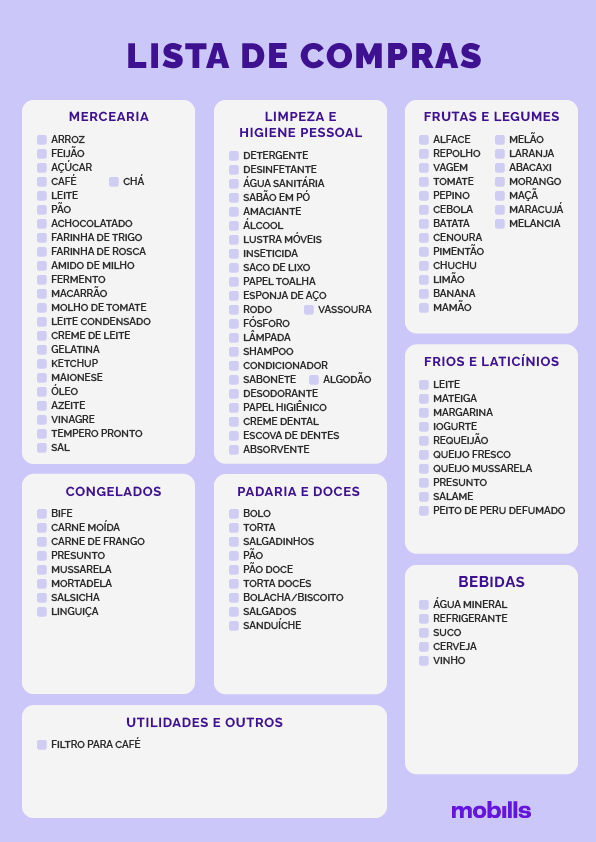 LISTA DE COMPRAS
MERCEARIA
ARROZ
FEIJÃO
AÇÚCAR
CAFÉ CHÁ
LEITE
PÃO
ACHOCOLATADO
FARINHA DE TRIGO
FARINHA DE ROSCA
AMIDO DE MILHO
FERMENTO
MACARRÃO
MOLHO DE TOMATE
LEITE CONDENSADO
CREME DE LEITE
GELATINA
KETCHUP
MAIONESE
ÓLEO
AZEITE
VINAGRE
TEMPERO PRONTO
SAL
LIMPEZA E
HIGIENE PESSOAL
DETERGENTE
DESINFETANTE
ÁGUA SANITÁRIA
SABÃO EM PÓ
AMACIANTE
ÁLCOOL
LUSTRA MÓVEIS
INSETICIDA
SACO DE LIXO
PAPEL TOALHA
ESPONJA DE AÇO
RODO VASSOURA
FÓSFORO
LÂMPADA
SHAMPOO
CONDICIONADOR
SABONETE ALGODÃO
DESODORANTE
PAPEL HIGIÊNICO
CREME DENTAL
ESCOVA DE DENTES
ABSORVENTE
FRUTAS E LEGUMES
ALFACE MELÃO
REPOLHO LARANJA
VAGEM ABACAXI
TOMATE MORANGO
PEPINO MAÇÃ
CEBOLA MARACUJÁ
BATATA MELANCIA
CENOURA
PIMENTÃO
CHUCHU
LIMÃO
BANANA
MAMÃO
FRIOS E LATICÍNIOS
LEITE
MATEIGA
MARGARINA
IOGURTE
REQUEIJÃO
QUEIJO FRESCO
QUEIJO MUSSARELA
PRESUNTO
SALAME
PEITO DE PERU DEFUMADO
CONGELADOS
BIFE
CARNE MOÍDA
CARNE DE FRANGO
PRESUNTO
MUSSARELA
MORTADELA
SALSICHA
LINGUIÇA
PADARIA E DOCES
BOLO
TORTA
SALGADINHOS
PÃO
PÃO DOCE
TORTA DOCES
BOLACHA/BISCOITO
SALGADOS
SANDUÍCHE
BEBIDAS
ÁGUA MINERAL
REFRIGERANTE
SUCO
CERVEJA
VINHO
UTILIDADES E OUTROS
FILTRO PARA CAFÉ
mobills